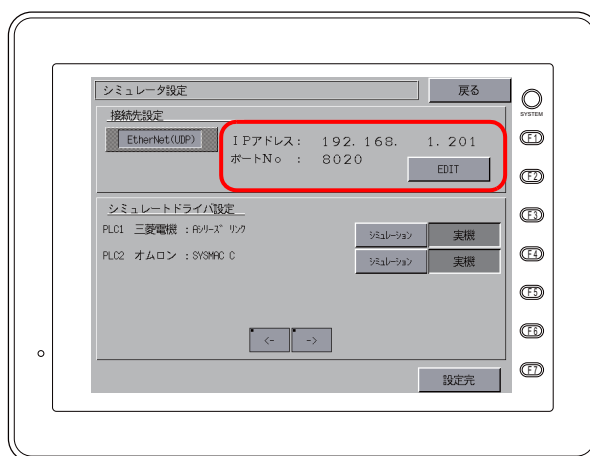 シミュレータ設定 戻る
SYSTEM
接続先設定
EtherNet(UDP)
IPアドレス: 192. 168. 1. 201
ポートNo : 8020
EDIT
F1
F2
シミュレートドライバ設定
F3
PLC1 三菱電機 :Aｼﾘｰｽﾞ ﾘﾝｸ ｼﾐｭﾚｰｼｮﾝ 実機
PLC2 オムロン :SYSMAC C ｼﾐｭﾚｰｼｮﾝ 実機
F4
F5
<- ->
F6
F7
設定完